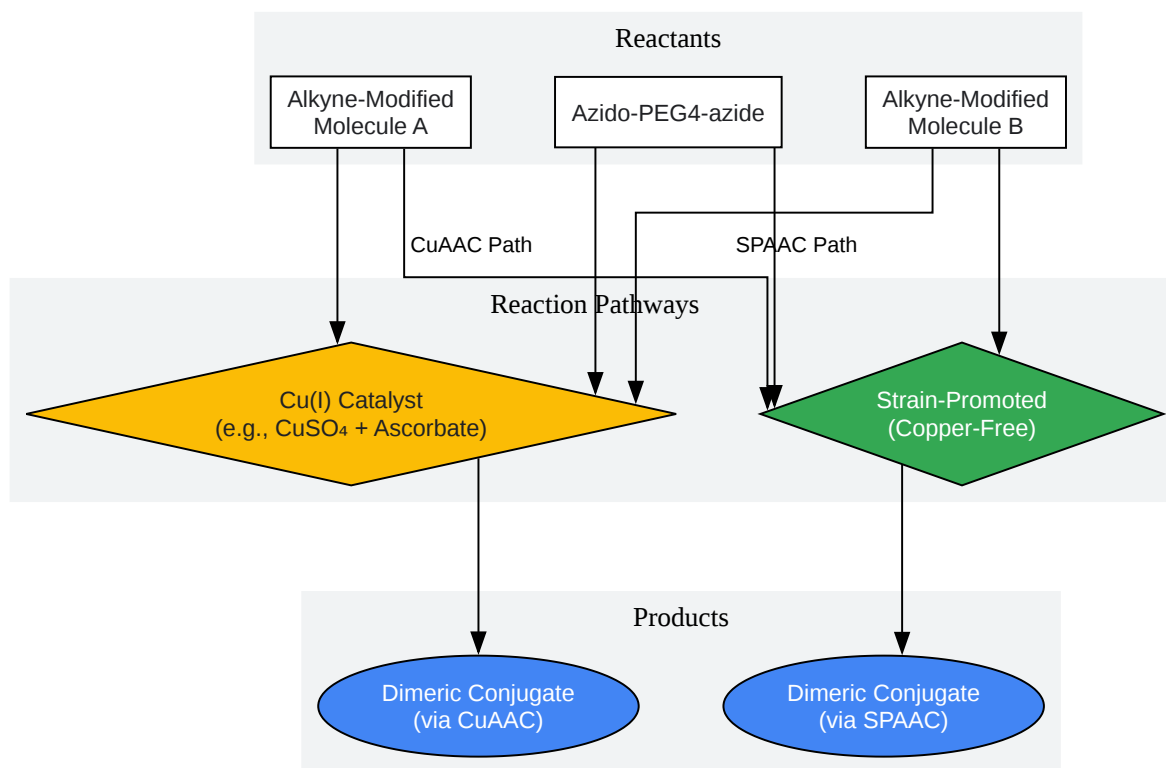 Reactants
Alkyne-Modified
Molecule A
Azido-PEG4-azide
Alkyne-Modified
Molecule B
CuAAC Path
SPAAC Path
Reaction Pathways
Cu(I) Catalyst
(e.g., CuSO₄ + Ascorbate)
Strain-Promoted
(Copper-Free)
Products
Dimeric Conjugate
(via CuAAC)
Dimeric Conjugate
(via SPAAC)